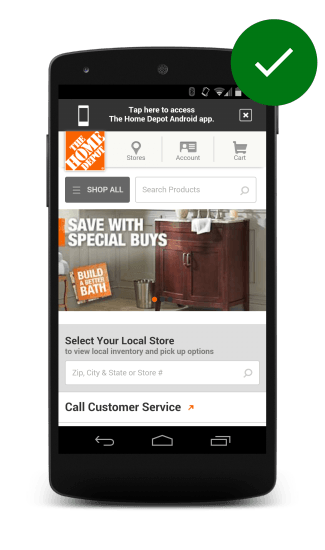 Tap here to access
The Home Depot Android app.
THE
HOME
DEPOT
Stores
Account
Cart
SHOP ALL
Search Products
SAVE WITH
SPECIAL BUYS
BUILD
A BETTER
BATH
Select Your Local Store
to view local inventory and pick up options
Zip, City & State or Store #
Call Customer Service